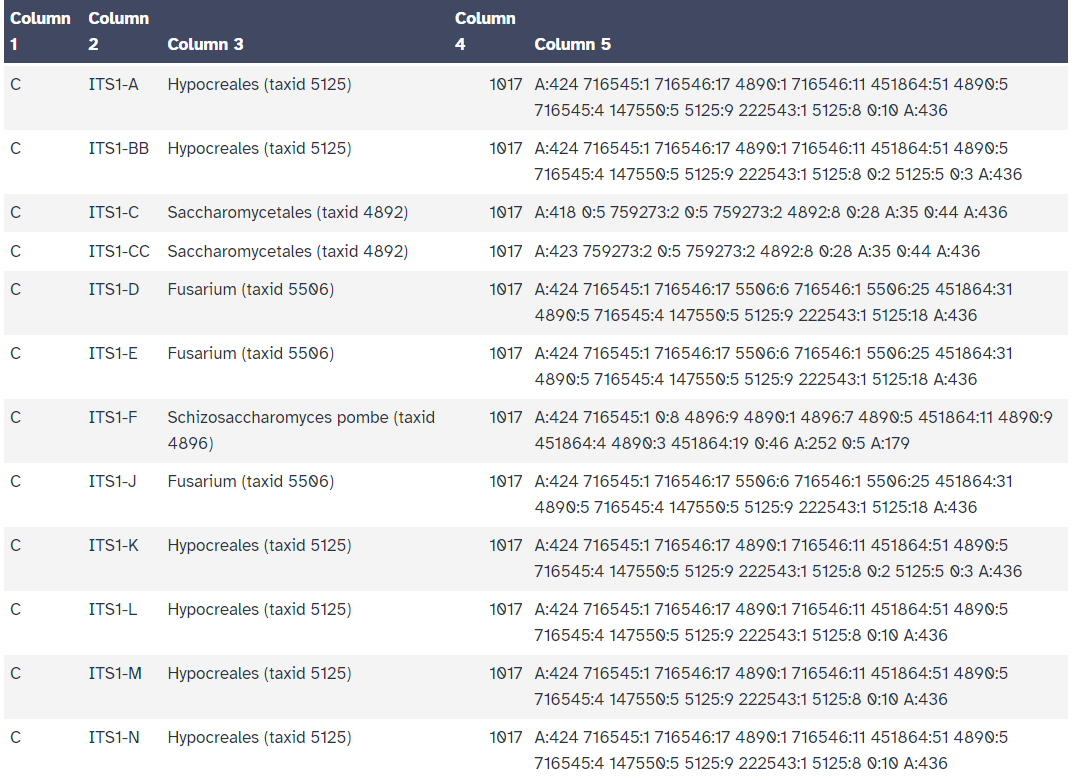 Column 1 Column 2 Column 3 Column 4 Column 5
C ITS1-A Hypocreales (taxid 5125) 1017 A:424 716545:1 716546:17 4890:1 716546:11 451864:51 4890:5
716545:4 147550:5 5125:9 222543:1 5125:8 0:10 A:436
C ITS1-BB Hypocreales (taxid 5125) 1017 A:424 716545:1 716546:17 4890:1 716546:11 451864:51 4890:5
716545:4 147550:5 5125:9 222543:1 5125:8 0:2 5125:5 0:3 A:436
C ITS1-C Saccharomycetales (taxid 4892) 1017 A:418 0:5 759273:2 0:5 759273:2 4892:8 0:28 A:35 0:44 A:436
C ITS1-CC Saccharomycetales (taxid 4892) 1017 A:423 759273:2 0:5 759273:2 4892:8 0:28 A:35 0:44 A:436
C ITS1-D Fusarium (taxid 5506) 1017 A:424 716545:1 716546:17 5506:6 716546:1 5506:25 451864:31
4890:5 716545:4 147550:5 5125:9 222543:1 5125:18 A:436
C ITS1-E Fusarium (taxid 5506) 1017 A:424 716545:1 716546:17 5506:6 716546:1 5506:25 451864:31
4890:5 716545:4 147550:5 5125:9 222543:1 5125:18 A:436
C ITS1-F Schizosaccharomyces pombe (taxid 1017 A:424 716545:1 0:8 4896:9 4890:1 4896:7 4890:5 451864:11 4890:9
4896) 451864:4 4890:3 451864:19 0:46 A:252 0:5 A:179
C ITS1-J Fusarium (taxid 5506) 1017 A:424 716545:1 716546:17 5506:6 716546:1 5506:25 451864:31
4890:5 716545:4 147550:5 5125:9 222543:1 5125:18 A:436
C ITS1-K Hypocreales (taxid 5125) 1017 A:424 716545:1 716546:17 4890:1 716546:11 451864:51 4890:5
716545:4 147550:5 5125:9 222543:1 5125:8 0:2 5125:5 0:3 A:436
C ITS1-L Hypocreales (taxid 5125) 1017 A:424 716545:1 716546:17 4890:1 716546:11 451864:51 4890:5
716545:4 147550:5 5125:9 222543:1 5125:8 0:10 A:436
C ITS1-M Hypocreales (taxid 5125) 1017 A:424 716545:1 716546:17 4890:1 716546:11 451864:51 4890:5
716545:4 147550:5 5125:9 222543:1 5125:8 0:10 A:436
C ITS1-N Hypocreales (taxid 5125) 1017 A:424 716545:1 716546:17 4890:1 716546:11 451864:51 4890:5
716545:4 147550:5 5125:9 222543:1 5125:8 0:10 A:436